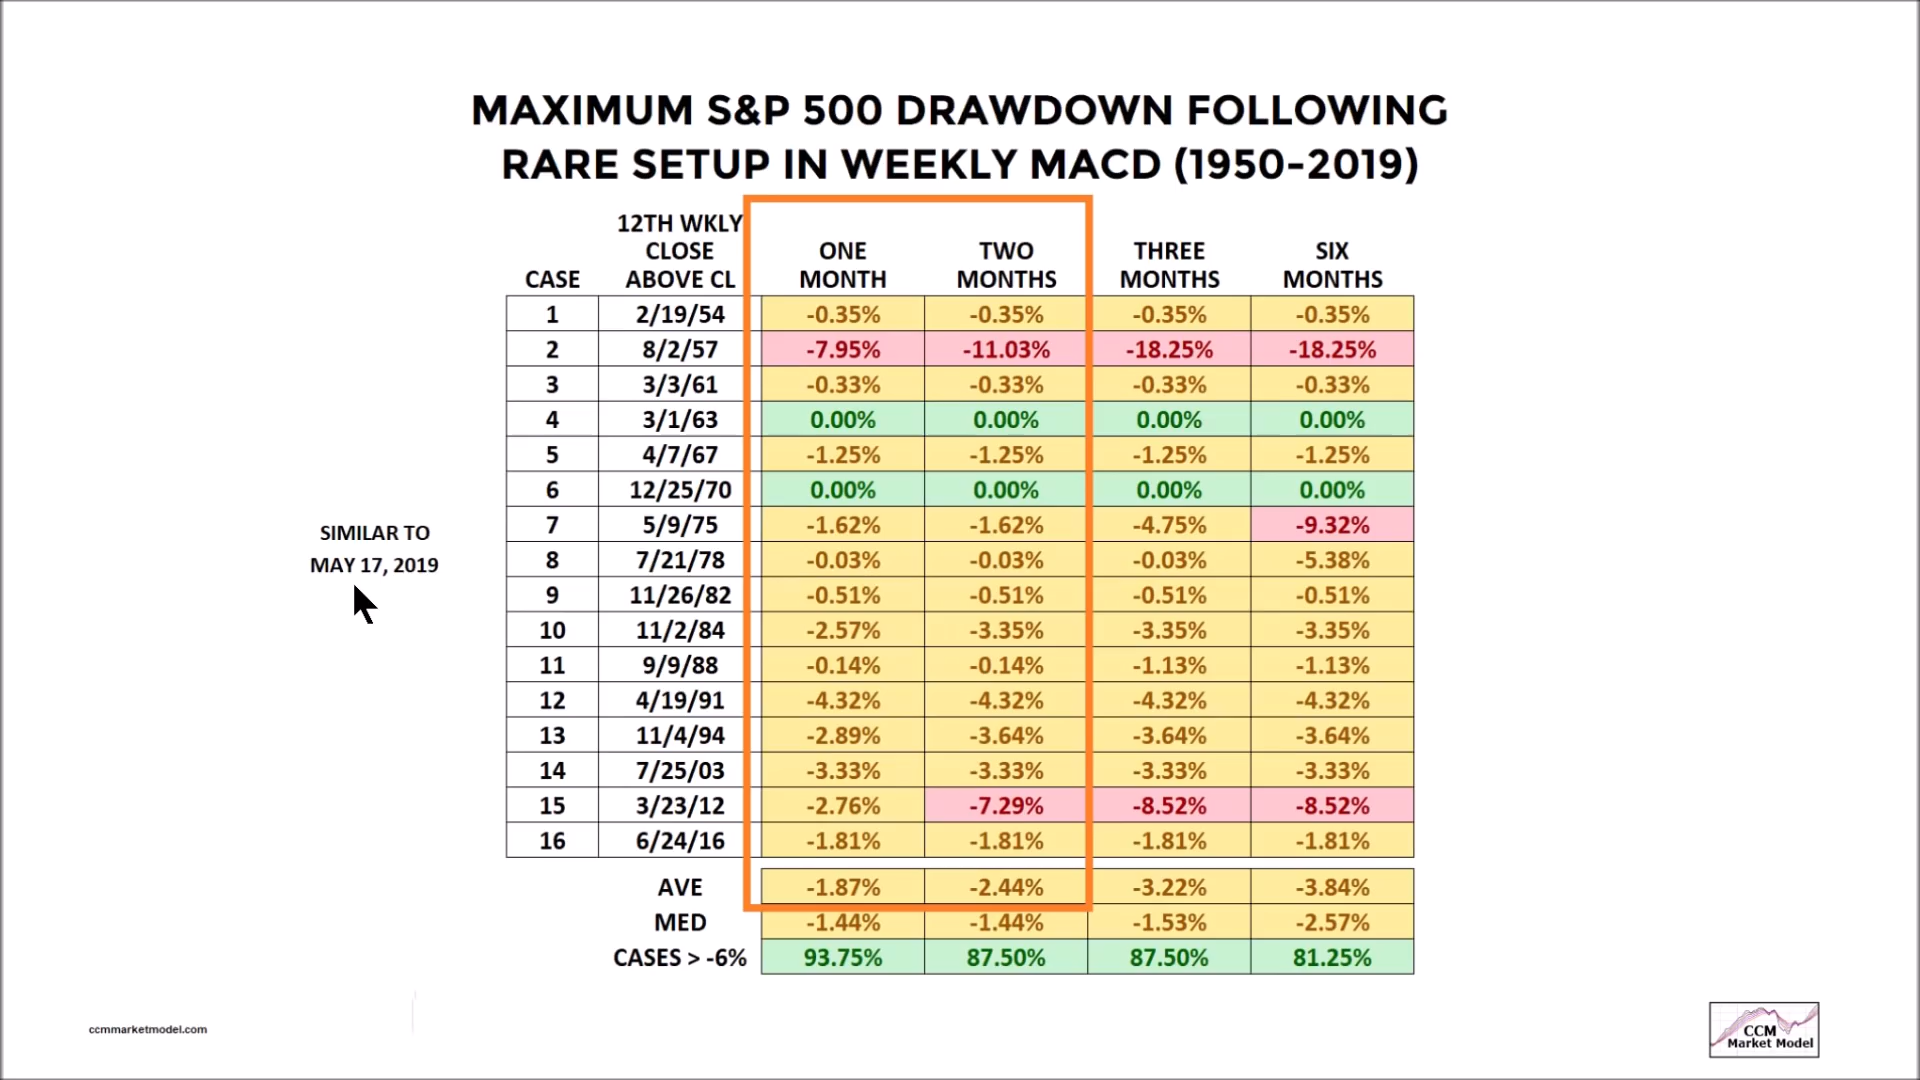 MAXIMUM S&P 500 DRAWDOWN FOLLOWING
RARE SETUP IN WEEKLY MACD (1950-2019)
CASE 12TH WKLY CLOSE ABOVE CL ONE MONTH TWO MONTHS THREE MONTHS SIX MONTHS
1 2/19/54 -0.35% -0.35% -0.35% -0.35%
2 8/2/57 -7.95% -11.03% -18.25% -18.25%
3 3/3/61 -0.33% -0.33% -0.33% -0.33%
4 3/1/63 0.00% 0.00% 0.00% 0.00%
5 4/7/67 -1.25% -1.25% -1.25% -1.25%
6 12/25/70 0.00% 0.00% 0.00% 0.00%
7 5/9/75 -1.62% -1.62% -4.75% -9.32%
8 7/21/78 -0.03% -0.03% -0.03% -5.38%
9 11/26/82 -0.51% -0.51% -0.51% -0.51%
10 11/2/84 -2.57% -3.35% -3.35% -3.35%
11 9/9/88 -0.14% -0.14% -1.13% -1.13%
12 4/19/91 -4.32% -4.32% -4.32% -4.32%
13 11/4/94 -2.89% -3.64% -3.64% -3.64%
14 7/25/03 -3.33% -3.33% -3.33% -3.33%
15 3/23/12 -2.76% -7.29% -8.52% -8.52%
16 6/24/16 -1.81% -1.81% -1.81% -1.81%
AVE -1.87% -2.44% -3.22% -3.84%
MED -1.44% -1.44% -1.53% -2.57%
CASES > -6% 93.75% 87.50% 87.50% 81.25%
SIMILAR TO
MAY 17, 2019
ccmmarketmodel.com
CCM
Market Model